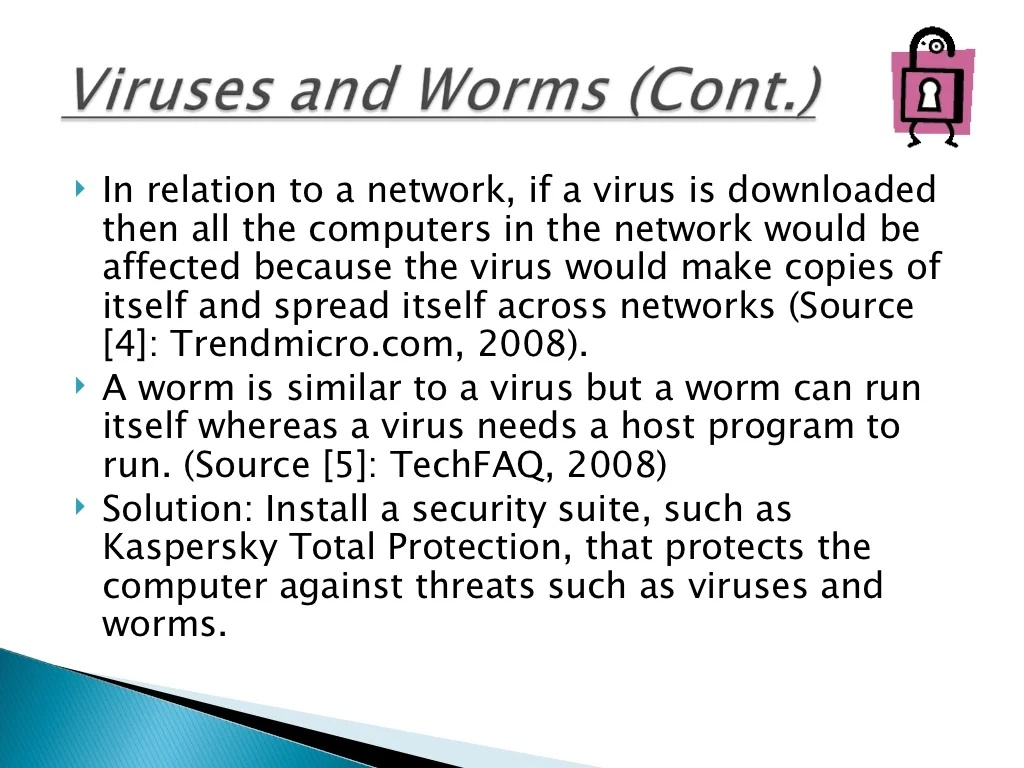 Viruses and Worms (Cont.)
In relation to a network, if a virus is downloaded
then all the computers in the network would be
affected because the virus would make copies of
itself and spread itself across networks (Source
[4]: Trendmicro.com, 2008).
A worm is similar to a virus but a worm can run
itself whereas a virus needs a host program to
run. (Source [5]: TechFAQ, 2008)
Solution: Install a security suite, such as
Kaspersky Total Protection, that protects the
computer against threats such as viruses and
worms.